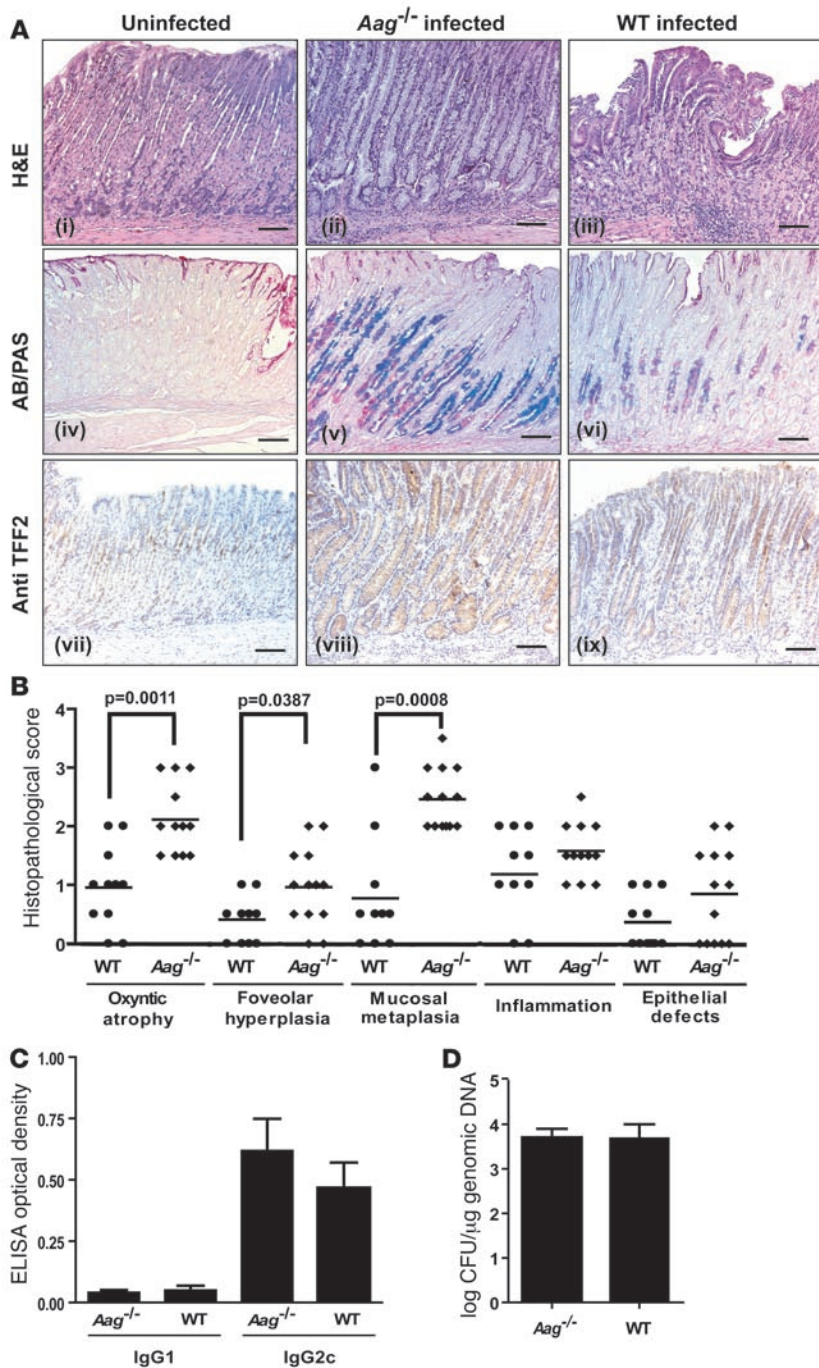 A
Uninfected
Aag-/- infected
WT infected
H&E
(i)
(ii)
(iii)
AB/PAS
(iv)
(v)
(vi)
Anti TFF2
(vii)
(viii)
(ix)
B
p=0.0011
p=0.0387
p=0.0008
Histopathological score
4
3
2
1
0
WT Aag-/- WT Aag-/- WT Aag-/- WT Aag-/- WT Aag-/-
Oxyntic atrophy
Foveolar hyperplasia
Mucosal metaplasia
Inflammation
Epithelial defects
C
ELISA optical density
1.00
0.75
0.50
0.25
0.00
Aag-/- WT Aag-/- WT
IgG1 IgG2c
D
log CFU/µg genomic DNA
5
4
3
2
1
0
Aag-/- WT